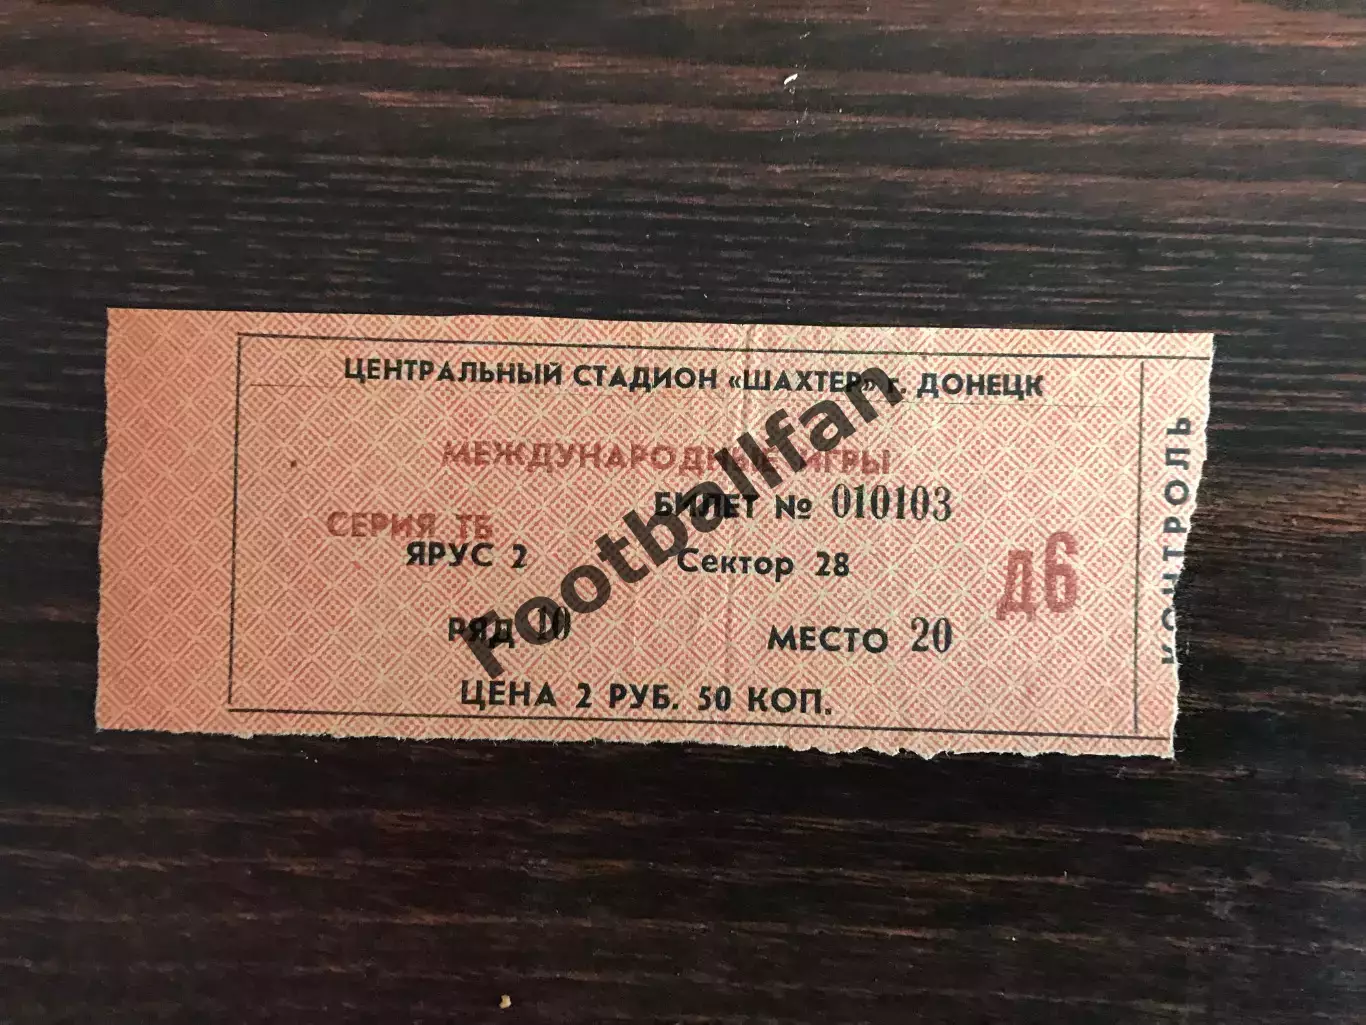 ЦЕНТРАЛЬНЫЙ СТАДИОН «ШАХТЕР» г. ДОНЕЦК
МЕЖДУНАРОДНЫЕ ИГРЫ
БИЛЕТ № 010103
СЕРИЯ ТБ
ЯРУС 2 Сектор 28
Д6
РЯД 10 МЕСТО 20
ЦЕНА 2 РУБ. 50 КОП.
КОНТРОЛЬ
Footballfan